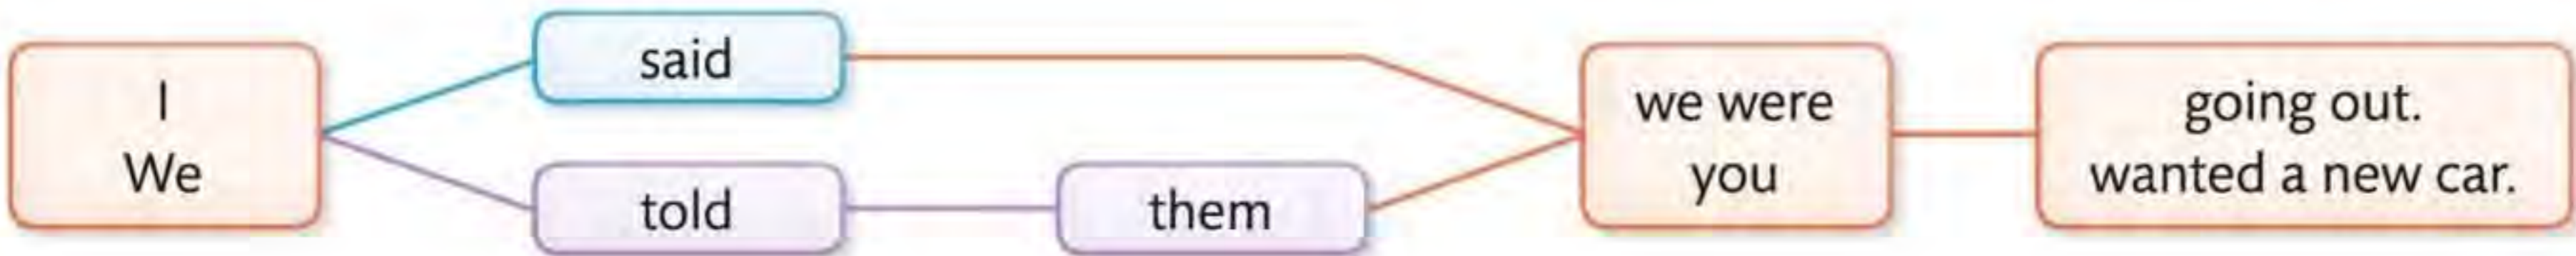 I
We
said
told
them
we were
you
going out.
wanted a new car.